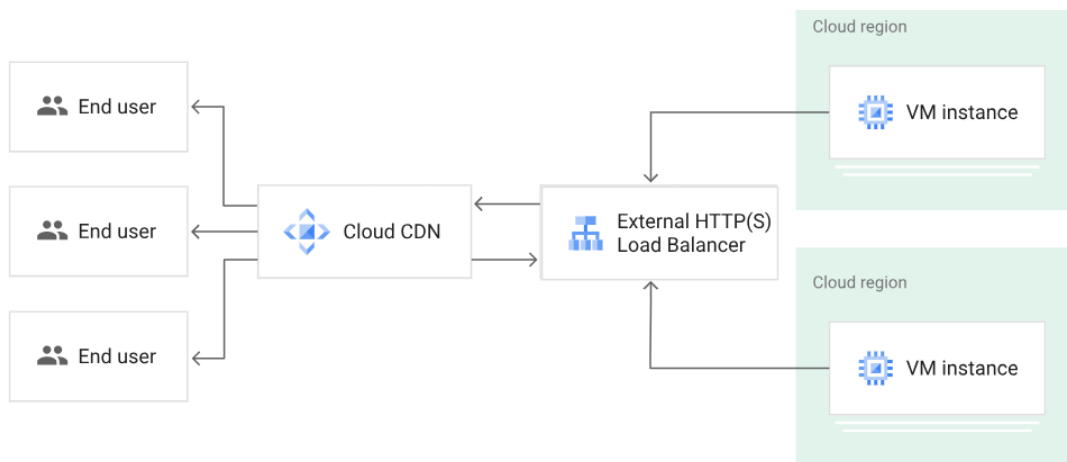 Cloud region
VM instance
End user
End user
End user
Cloud CDN
External HTTP(S)
Load Balancer
Cloud region
VM instance